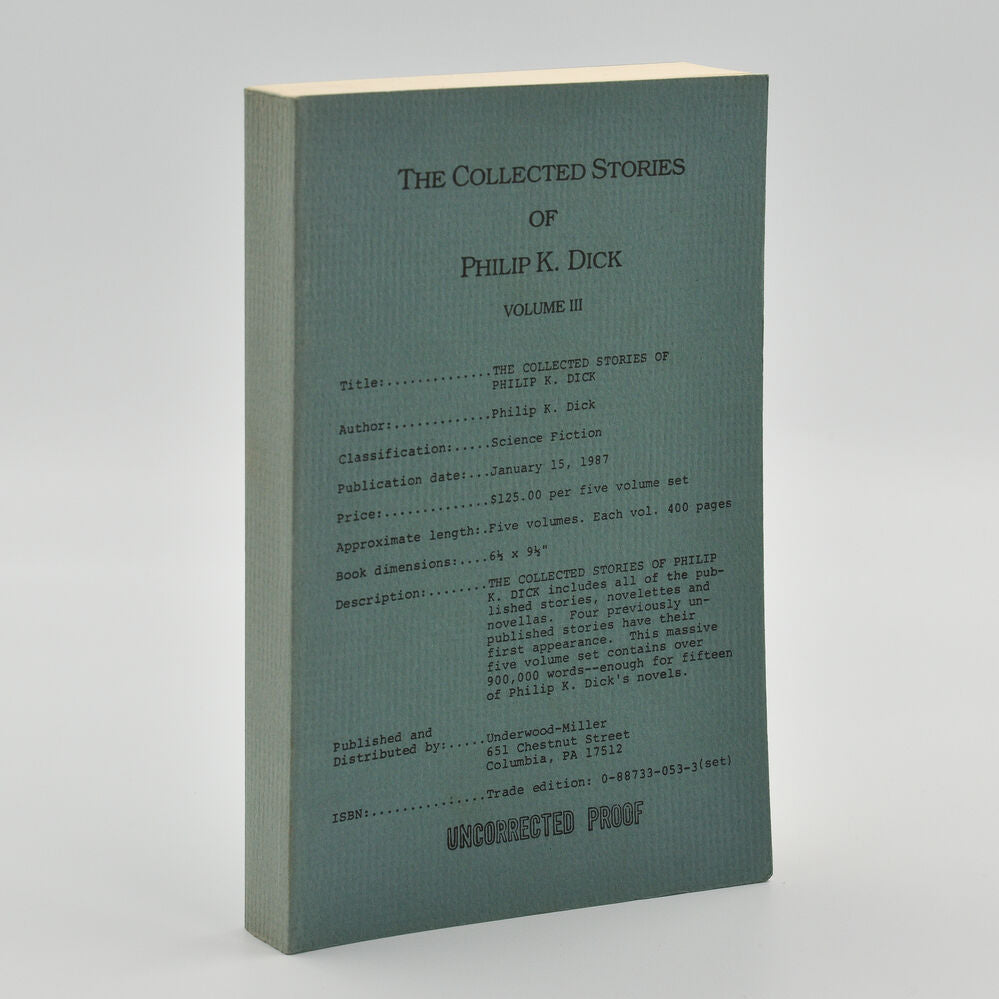 THE COLLECTED STORIES
OF
PHILIP K. DICK
VOLUME III
Title:.............THE COLLECTED STORIES OF
PHILIP K. DICK
Author:.............Philip K. Dick
Classification:.....Science Fiction
Publication date:...January 15, 1987
Price:..............$125.00 per five volume set
Approximate length:.Five volumes. Each vol. 400 pages
Book dimensions:....6½ x 9½"
Description:........THE COLLECTED STORIES OF PHILIP
K. DICK includes all of the pub-
lished stories, novelettes and
novellas. Four previously un-
published stories have their
first appearance. This massive
five volume set contains over
900,000 words--enough for fifteen
of Philip K. Dick's novels.
Published and
Distributed by:.....Underwood-Miller
651 Chestnut Street
Columbia, PA 17512
ISBN:...............Trade edition: 0-88733-053-3(set)
UNCORRECTED PROOF